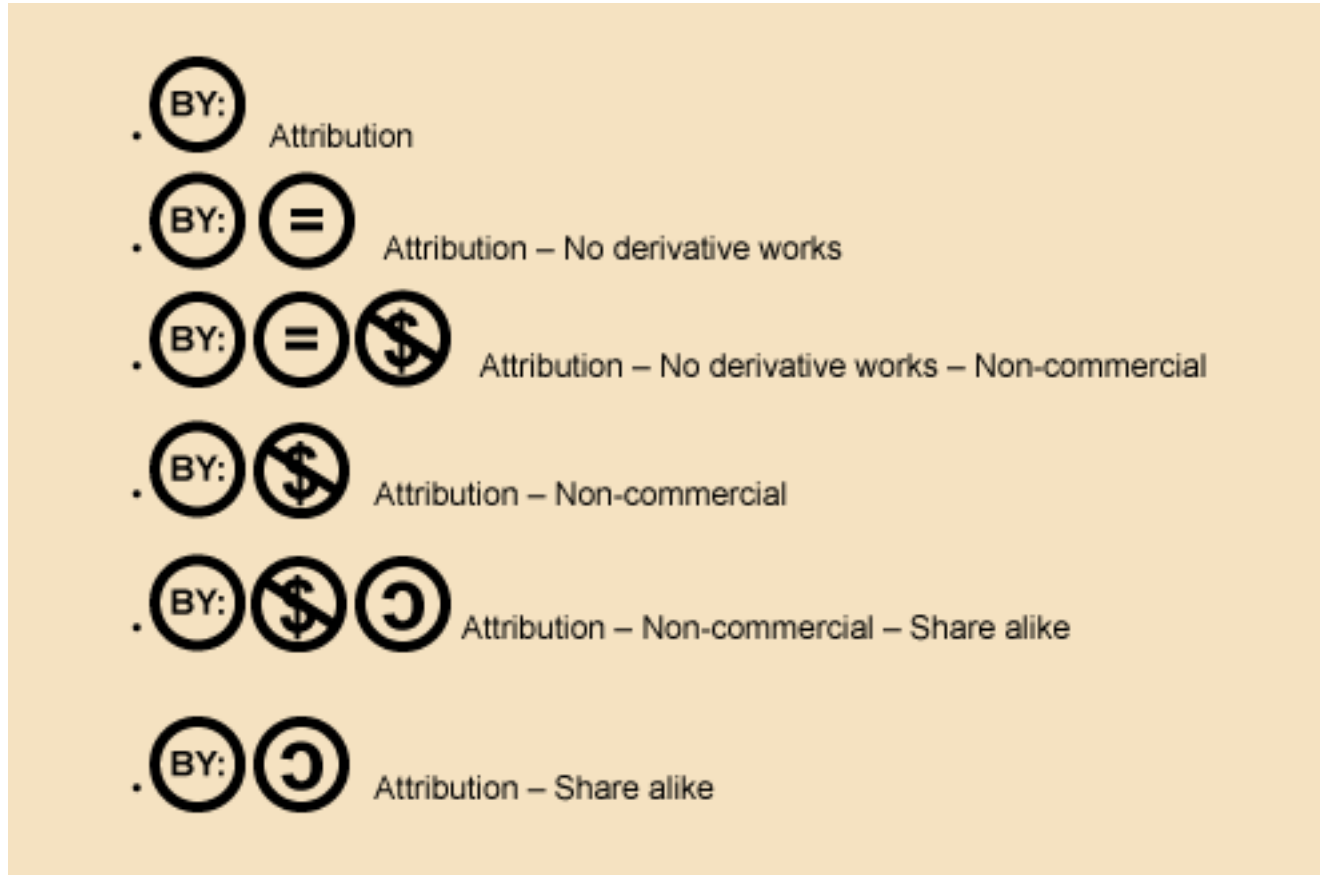 • BY: Attribution
• BY: = Attribution – No derivative works
• BY: = $ Attribution – No derivative works – Non-commercial
• BY: $ Attribution – Non-commercial
• BY: $ Ɔ Attribution – Non-commercial – Share alike
• BY: Ɔ Attribution – Share alike